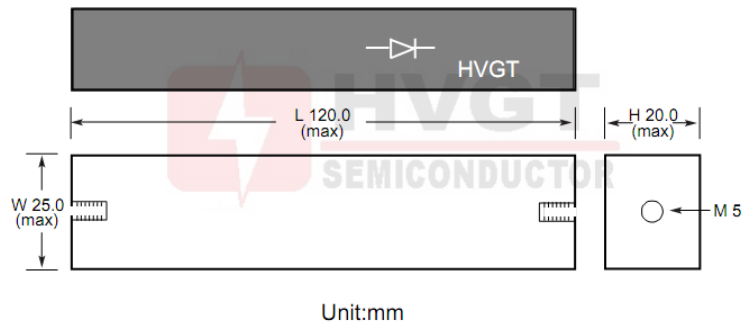 HVGT
HVGT
SEMICONDUCTOR
L 120.0
(max)
H 20.0
(max)
W 25.0
(max)
M 5
Unit:mm